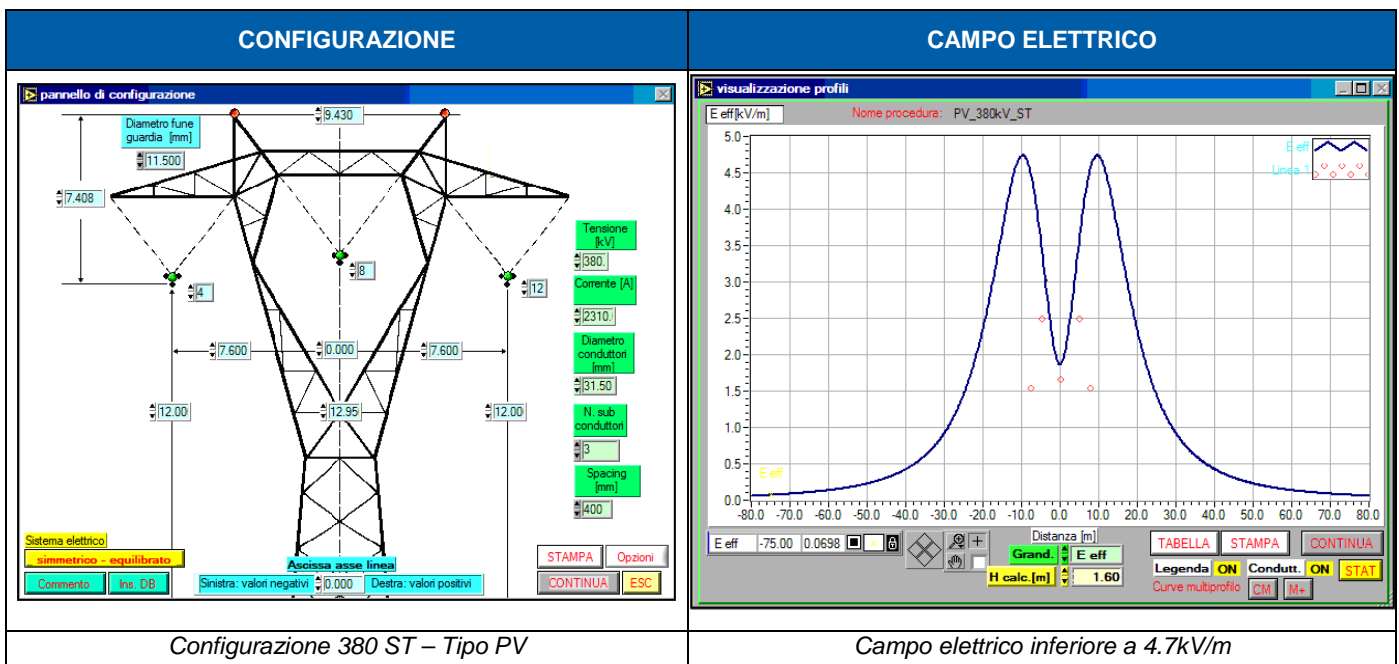 CONFIGURAZIONE
CAMPO ELETTRICO
pannello di configurazione
Diametro fune
guardia [mm]
11.500
9.430
7.408
4
8
12
7.600
0.000
7.600
12.00
12.95
12.00
Tensione
[kV]
380.
Corrente [A]
2310.
Diametro
conduttori
[mm]
31.50
N. sub
conduttori
3
Spacing
[mm]
400
Sistema elettrico
simmetrico - equilibrato
Commento
Ins. DB
Ascissa asse linea
Sinistra: valori negativi
0.000
Destra: valori positivi
STAMPA
Opzioni
CONTINUA
ESC
visualizzazione profili
E eff[kV/m]
Nome procedura: PV_380kV_ST
E eff
Linea 1
5.0
4.5
4.0
3.5
3.0
2.5
2.0
1.5
1.0
0.5
0.0
E eff
-80.0 -70.0 -60.0 -50.0 -40.0 -30.0 -20.0 -10.0 0.0 10.0 20.0 30.0 40.0 50.0 60.0 70.0 80.0
Distanza [m]
E eff -75.00 0.0698
Grand. E eff
H calc.[m] 1.60
TABELLA
STAMPA
CONTINUA
Legenda ON Condutt. ON STAT
Curve multiprofilo CM M+
Configurazione 380 ST – Tipo PV
Campo elettrico inferiore a 4.7kV/m